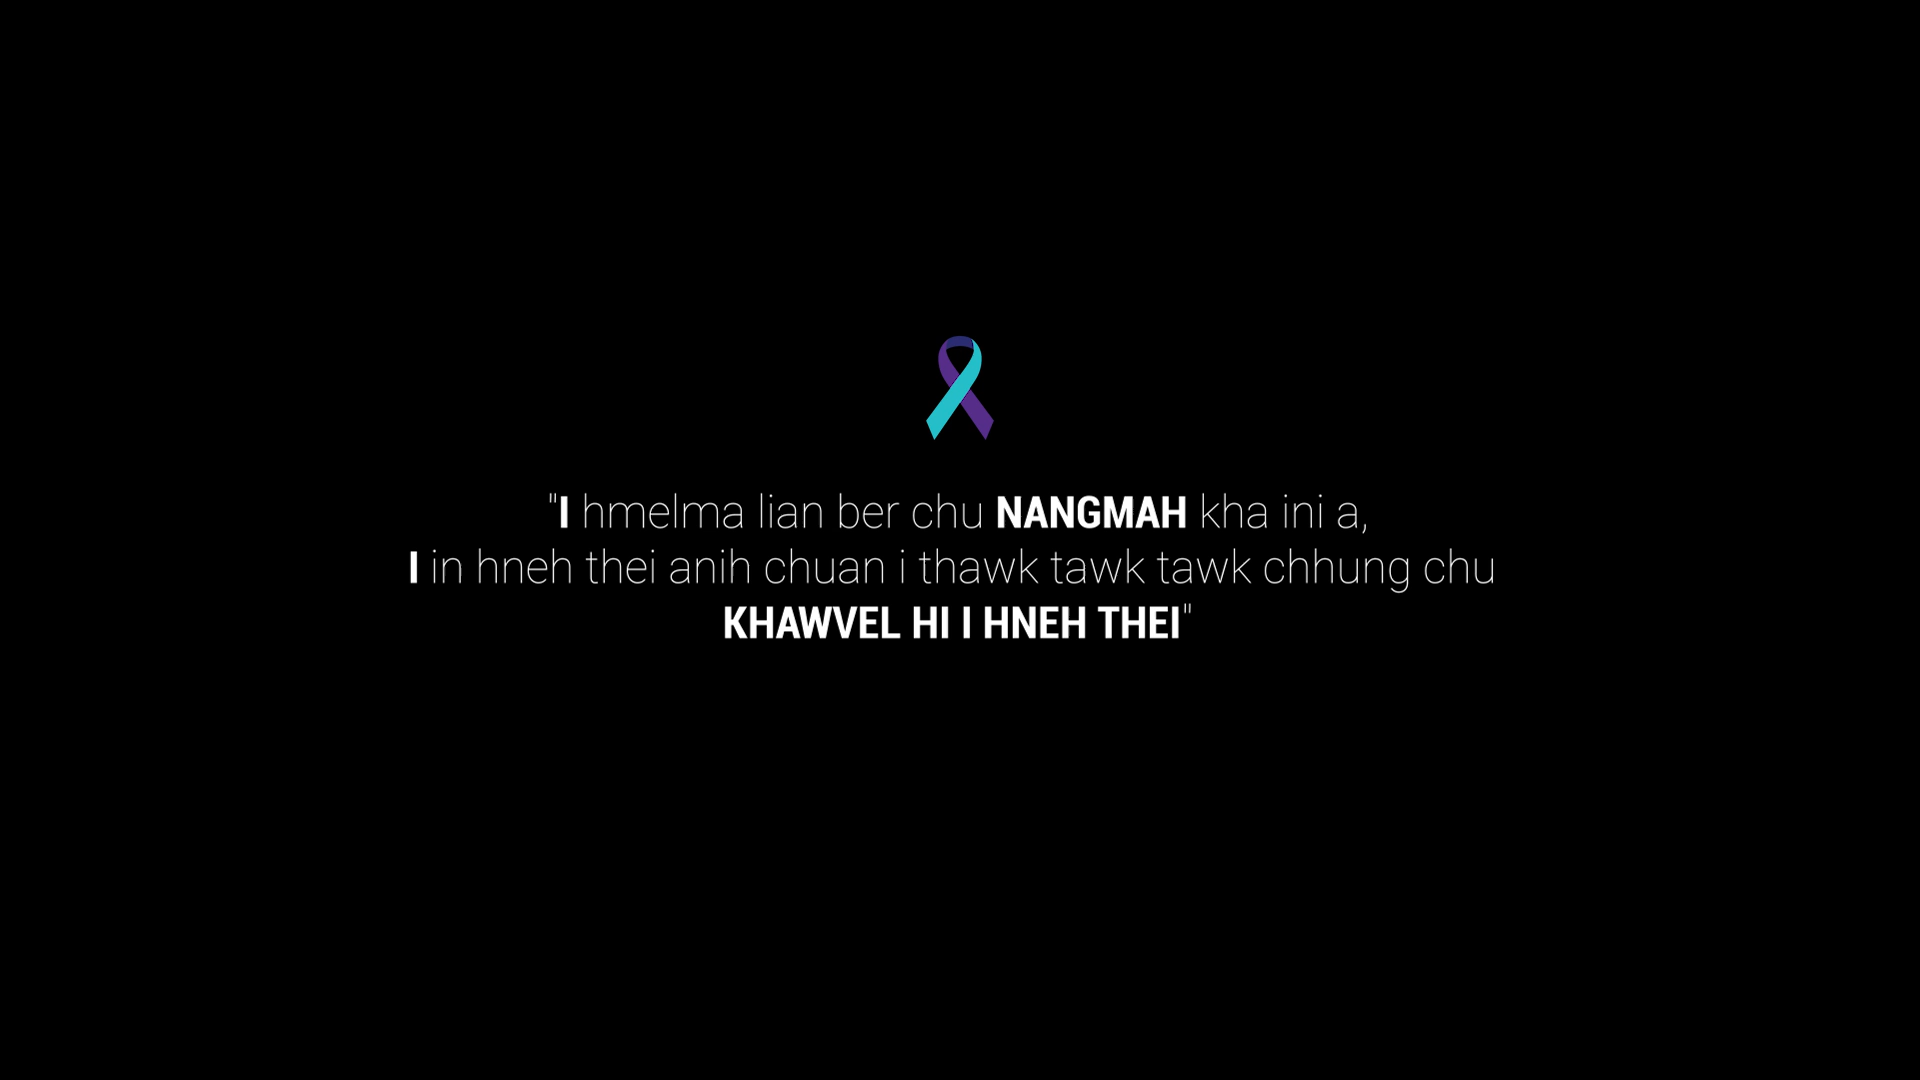 "I hmelma lian ber chu NANGMAH kha ini a,
I in hneh thei anih chuan i thawk tawk tawk chhung chu
KHAWVEL HI I HNEH THEI"